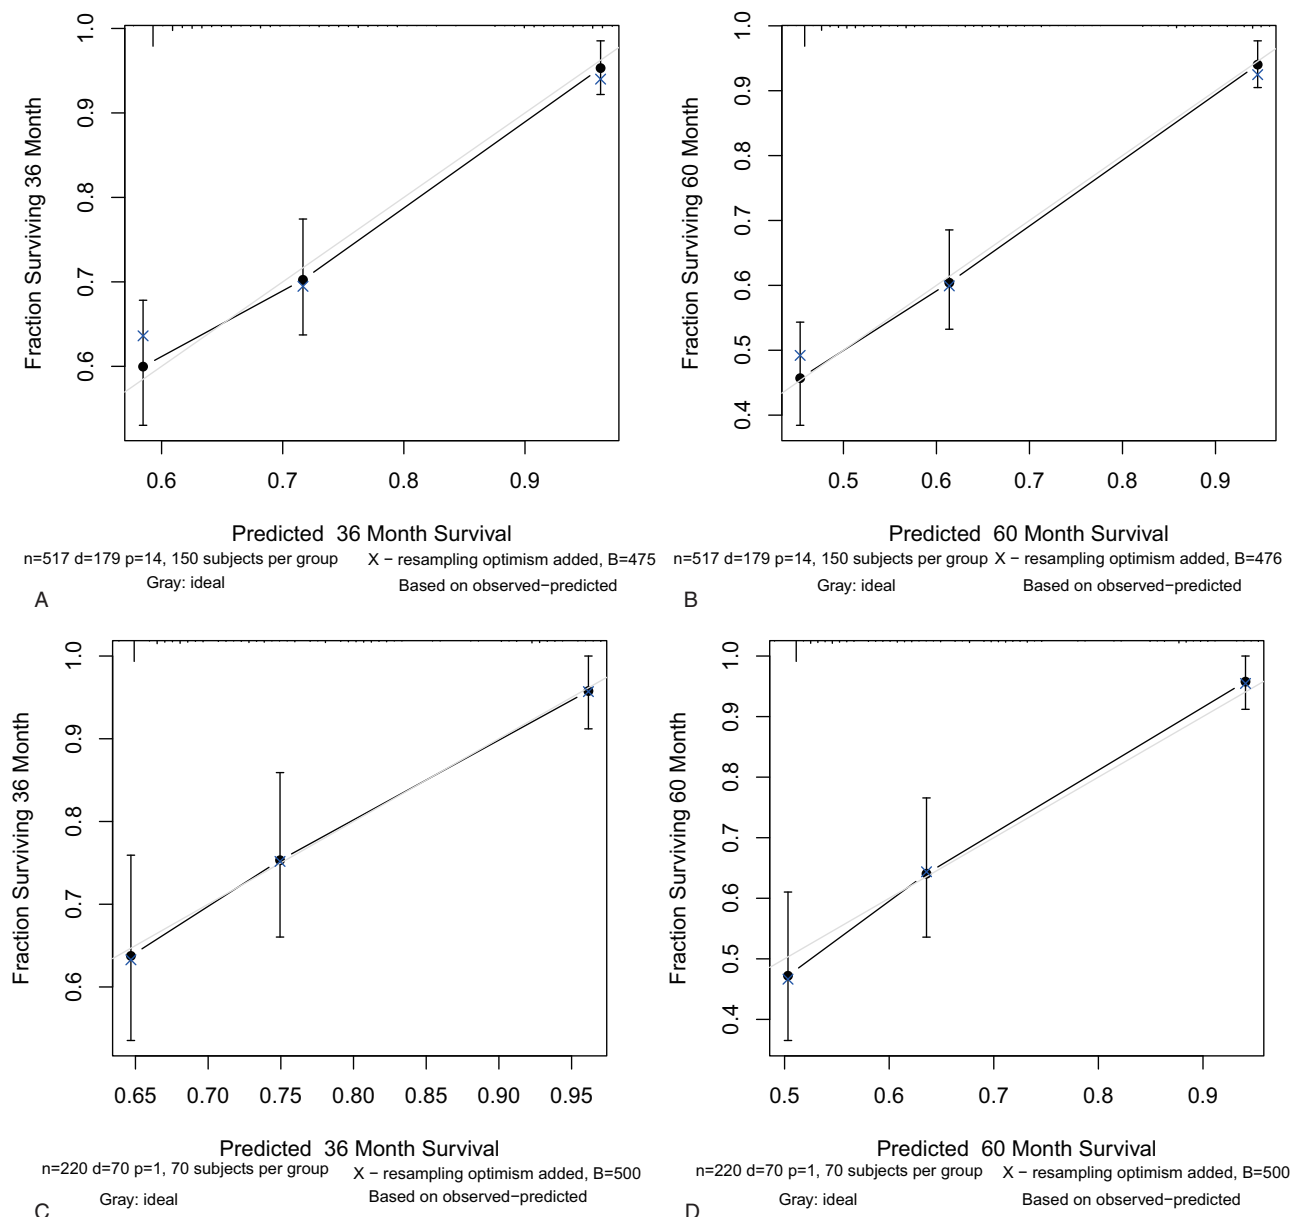 Fraction Surviving 36 Month
1.0
0.9
0.8
0.7
0.6
0.6 0.7 0.8 0.9
Predicted 36 Month Survival
n=517 d=179 p=14, 150 subjects per group X − resampling optimism added, B=475
Gray: ideal Based on observed−predicted
A
Fraction Surviving 60 Month
1.0
0.9
0.8
0.7
0.6
0.5
0.4
0.5 0.6 0.7 0.8 0.9
Predicted 60 Month Survival
n=517 d=179 p=14, 150 subjects per group X − resampling optimism added, B=476
Gray: ideal Based on observed−predicted
B
Fraction Surviving 36 Month
1.0
0.9
0.8
0.7
0.6
0.65 0.70 0.75 0.80 0.85 0.90 0.95
Predicted 36 Month Survival
n=220 d=70 p=1, 70 subjects per group X − resampling optimism added, B=500
Gray: ideal Based on observed−predicted
C
Fraction Surviving 60 Month
1.0
0.9
0.8
0.7
0.6
0.5
0.4
0.5 0.6 0.7 0.8 0.9
Predicted 60 Month Survival
n=220 d=70 p=1, 70 subjects per group X − resampling optimism added, B=500
Gray: ideal Based on observed−predicted
D